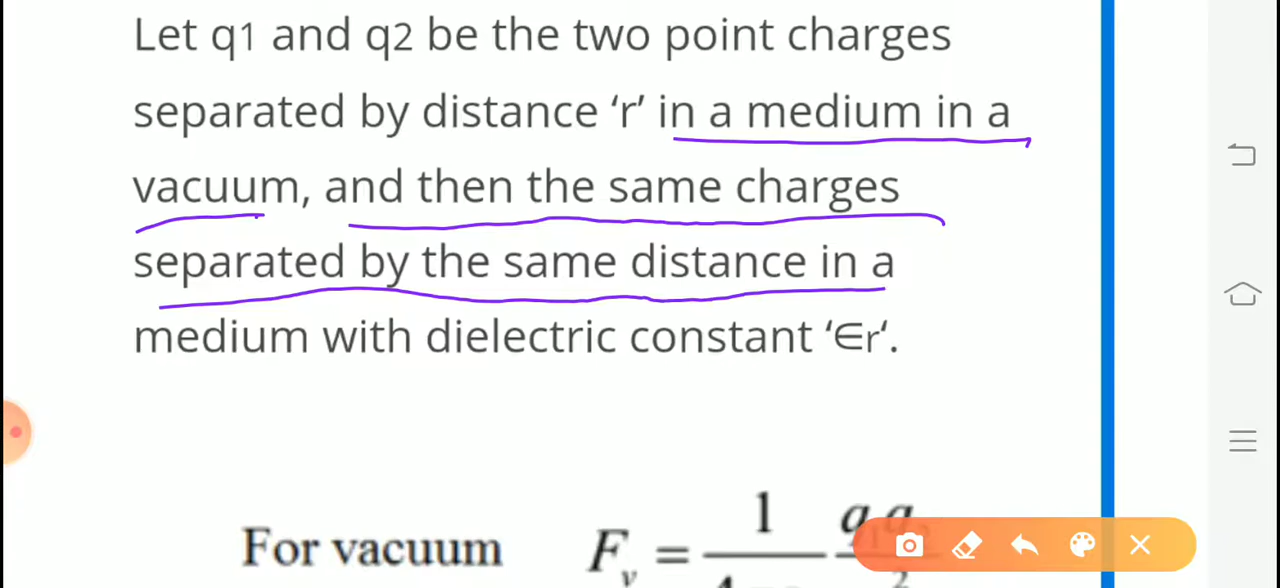 Let q1 and q2 be the two point charges
separated by distance ‘r’ in a medium in a
vacuum, and then the same charges
separated by the same distance in a
medium with dielectric constant ‘∈r‘.
For vacuum F_v = 1 q